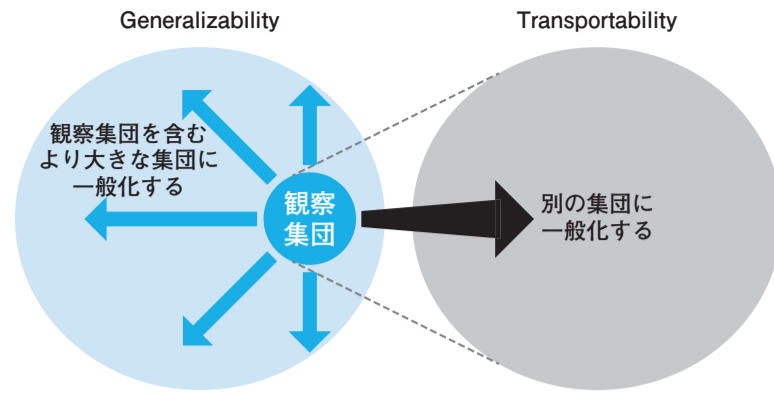 Generalizability
Transportability
観察集団を含む
より大きな集団に
一般化する
観察
集団
別の集団に
一般化する